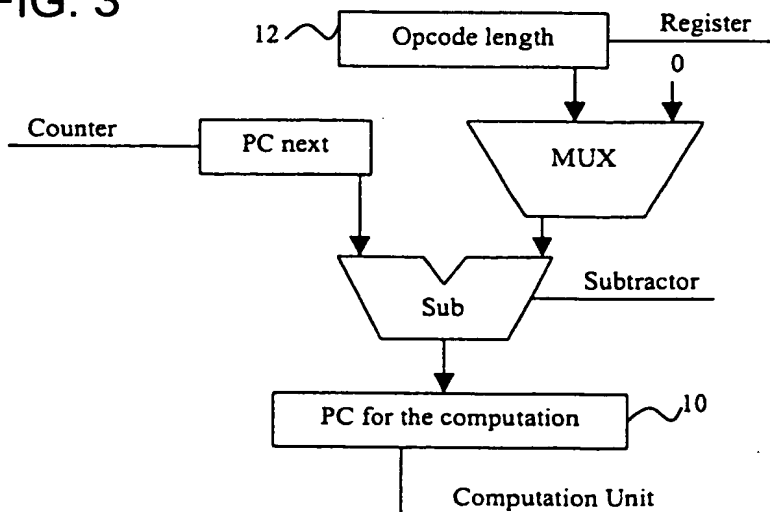 FIG. 3
12
Opcode length
Register
0
Counter
PC next
MUX
Sub
Subtractor
PC for the computation
10
Computation Unit